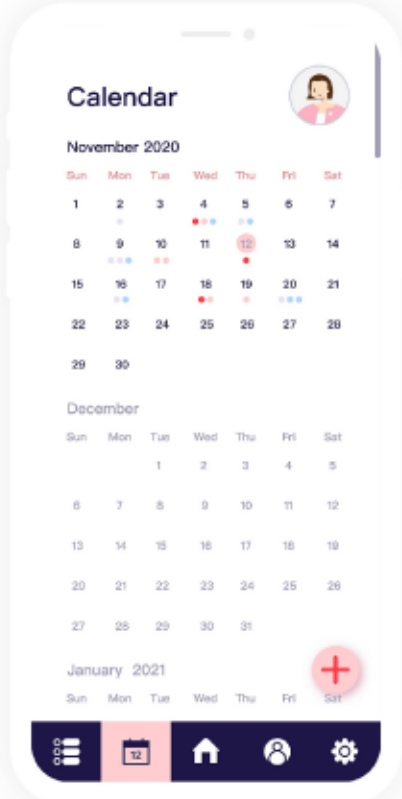 Calendar
November 2020
Sun Mon Tue Wed Thu Fri Sat
1 2 3 4 5 6 7
8 9 10 11 12 13 14
15 16 17 18 19 20 21
22 23 24 25 26 27 28
29 30
December
Sun Mon Tue Wed Thu Fri Sat
1 2 3 4 5
6 7 8 9 10 11 12
13 14 15 16 17 18 19
20 21 22 23 24 25 26
27 28 29 30 31
January 2021
Sun Mon Tue Wed Thu Fri Sat
12